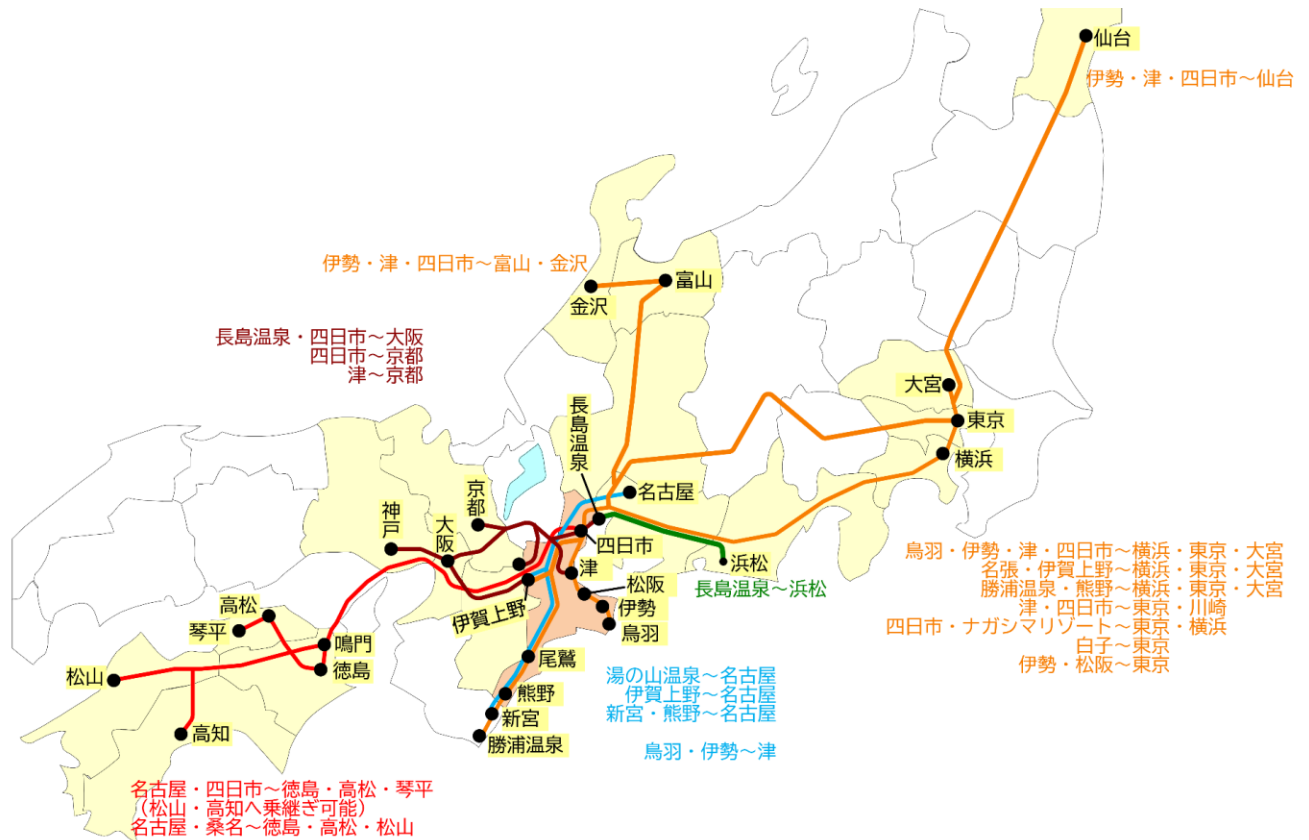 仙台
伊勢・津・四日市～仙台
伊勢・津・四日市～富山・金沢
富山
金沢
長島温泉・四日市～大阪
四日市～京都
津～京都
大宮
東京
横浜
長島温泉
名古屋
京都
神戸
大阪
四日市
浜松
津
松阪
伊勢
鳥羽
長島温泉～浜松
伊賀上野
鳥羽・伊勢・津・四日市～横浜・東京・大宮
名張・伊賀上野～横浜・東京・大宮
勝浦温泉・熊野～横浜・東京・大宮
津・四日市～東京・川崎
四日市・ナガシマリゾート～東京・横浜
白子～東京
伊勢・松阪～東京
高松
琴平
鳴門
徳島
松山
高知
尾鷲
熊野
新宮
勝浦温泉
湯の山温泉～名古屋
伊賀上野～名古屋
新宮・熊野～名古屋
鳥羽・伊勢～津
名古屋・四日市～徳島・高松・琴平
（松山・高知へ乗継ぎ可能）
名古屋・桑名～徳島・高松・松山